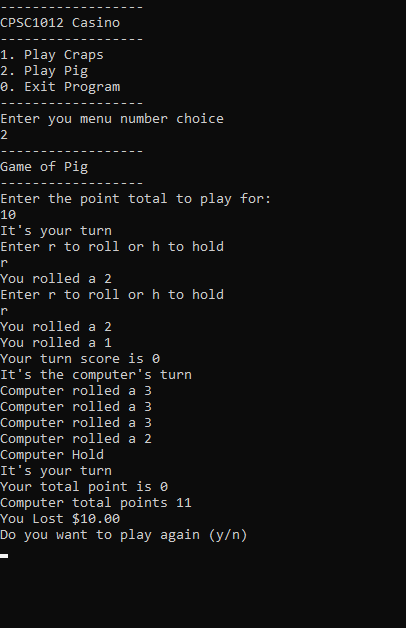 ------------------
CPSC1012 Casino
------------------
1. Play Craps
2. Play Pig
0. Exit Program
------------------
Enter you menu number choice
2
------------------
Game of Pig
------------------
Enter the point total to play for:
10
It's your turn
Enter r to roll or h to hold
r
You rolled a 2
Enter r to roll or h to hold
r
You rolled a 2
You rolled a 1
Your turn score is 0
It's the computer's turn
Computer rolled a 3
Computer rolled a 3
Computer rolled a 3
Computer rolled a 2
Computer Hold
It's your turn
Your total point is 0
Computer total points 11
You Lost $10.00
Do you want to play again (y/n)